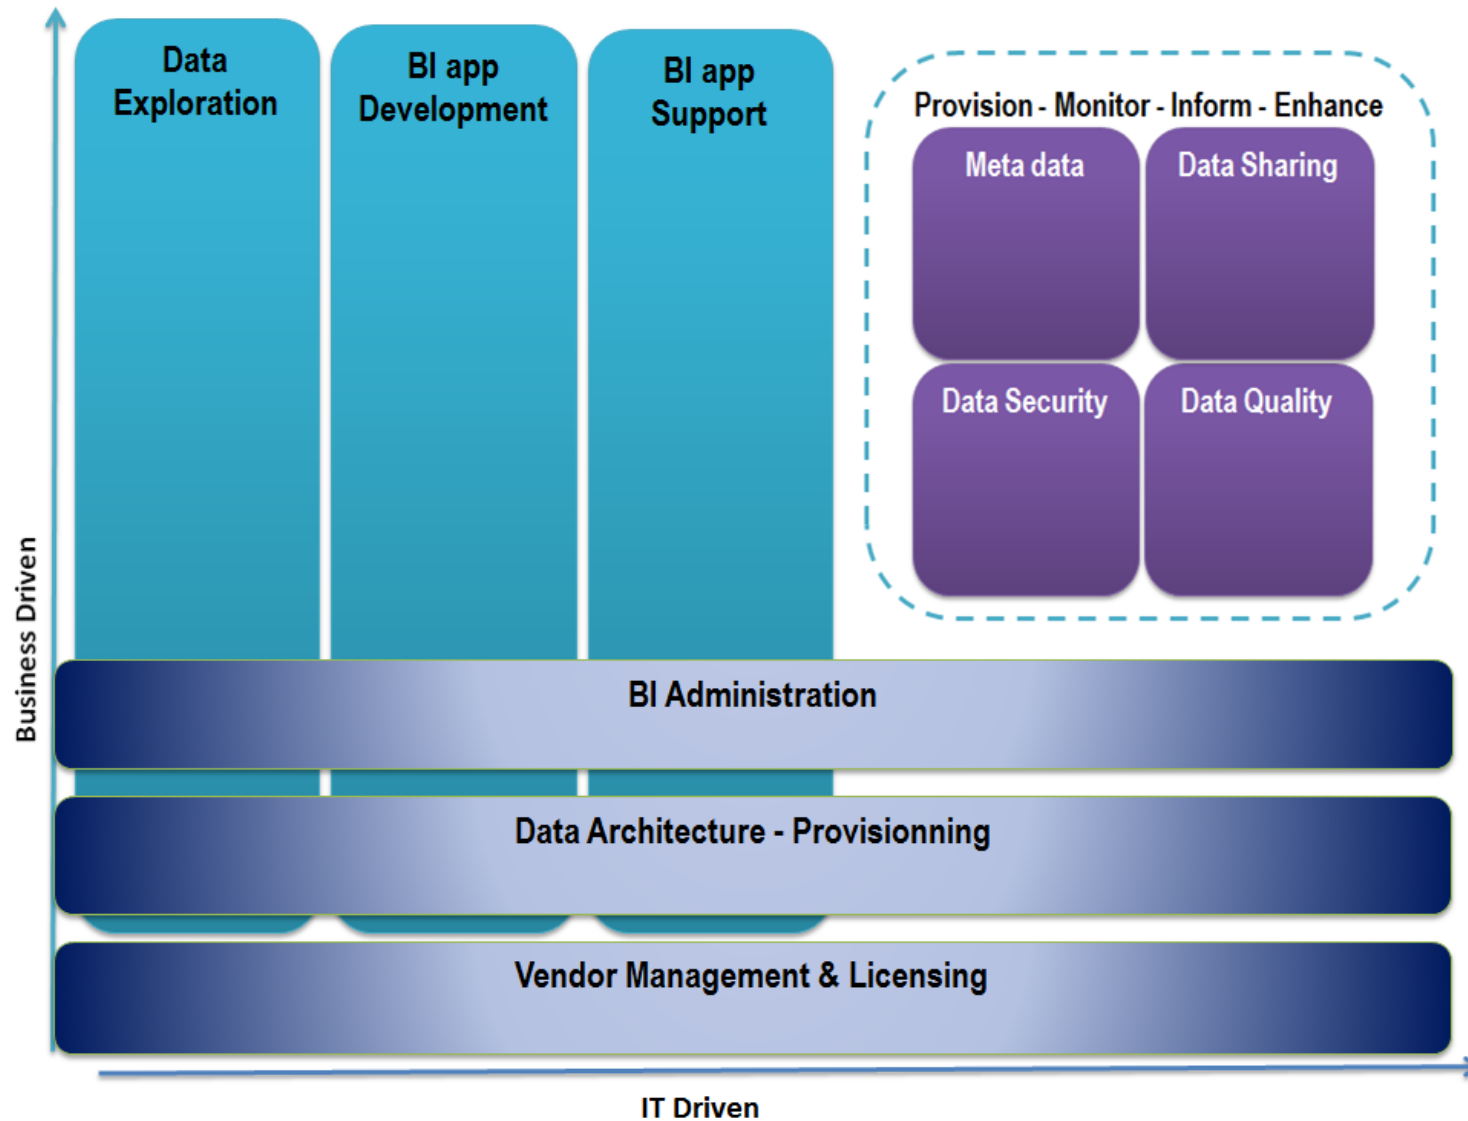 Data
Exploration
BI app
Development
BI app
Support
Provision - Monitor - Inform - Enhance
Meta data
Data Sharing
Data Security
Data Quality
Business Driven
BI Administration
Data Architecture - Provisionning
Vendor Management & Licensing
IT Driven